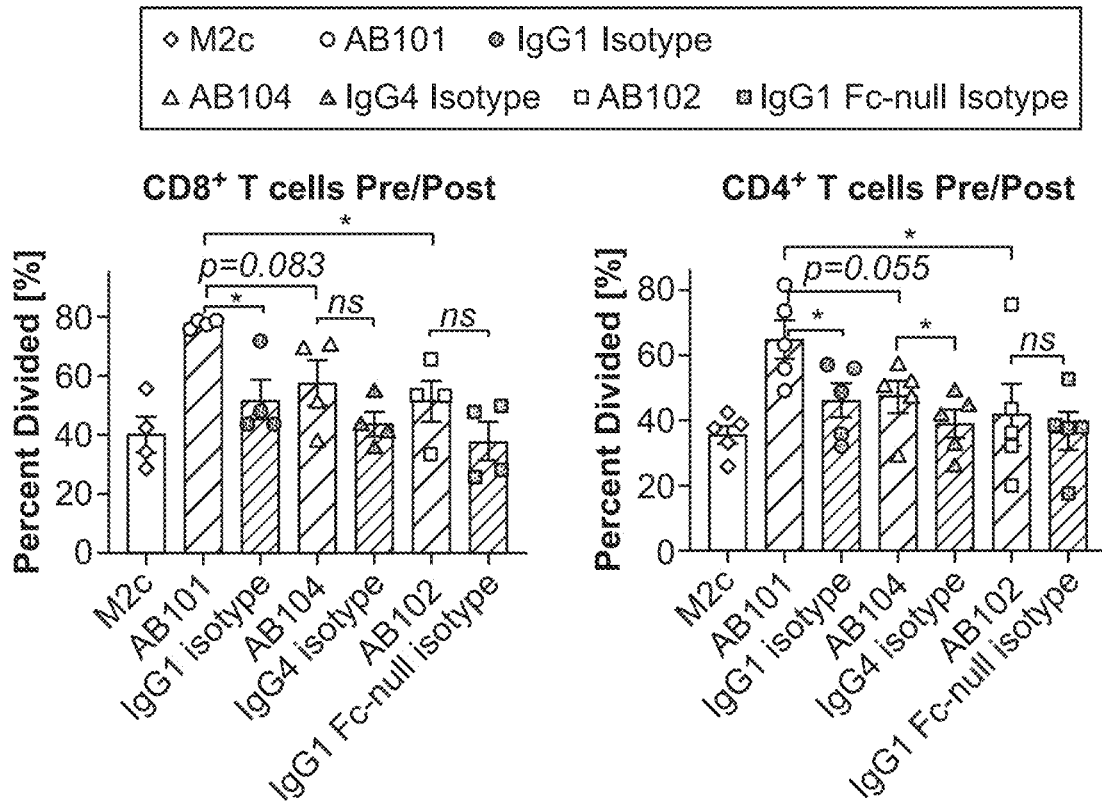 M2c AB101 IgG1 Isotype
AB104 IgG4 Isotype AB102 IgG1 Fc-null Isotype
CD8⁺ T cells Pre/Post
*
p=0.083
*
ns
ns
Percent Divided [%]
80
60
40
20
0
M2c
AB101
IgG1 isotype
AB104
IgG4 isotype
AB102
IgG1 Fc-null isotype
CD4⁺ T cells Pre/Post
*
p=0.055
*
*
ns
Percent Divided [%]
80
60
40
20
0
M2c
AB101
IgG1 isotype
AB104
IgG4 isotype
AB102
IgG1 Fc-null isotype